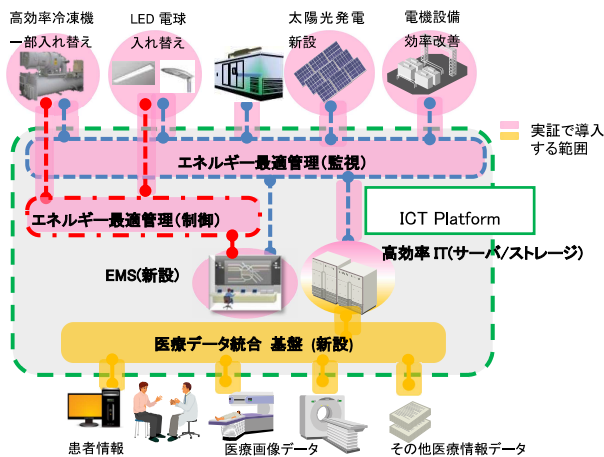 高効率冷凍機
一部入れ替え
LED 電球
入れ替え
太陽光発電
新設
電機設備
効率改善
実証で導入
する範囲
エネルギー最適管理(監視)
エネルギー最適管理(制御)
ICT Platform
高効率 IT(サーバ/ストレージ)
EMS(新設)
医療データ統合 基盤 (新設)
患者情報
医療画像データ
その他医療情報データ